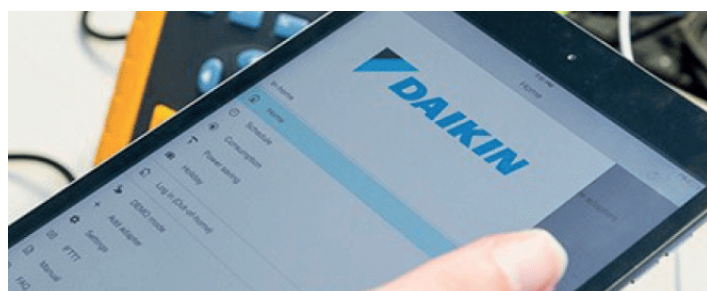 Home
DAIKIN
In-home
Home
Schedule
Consumption
Power saving
Holiday
Log in (Out-of-home)
DEMO mode
Add adapter
Settings
IFTTT
Manual
FAQ